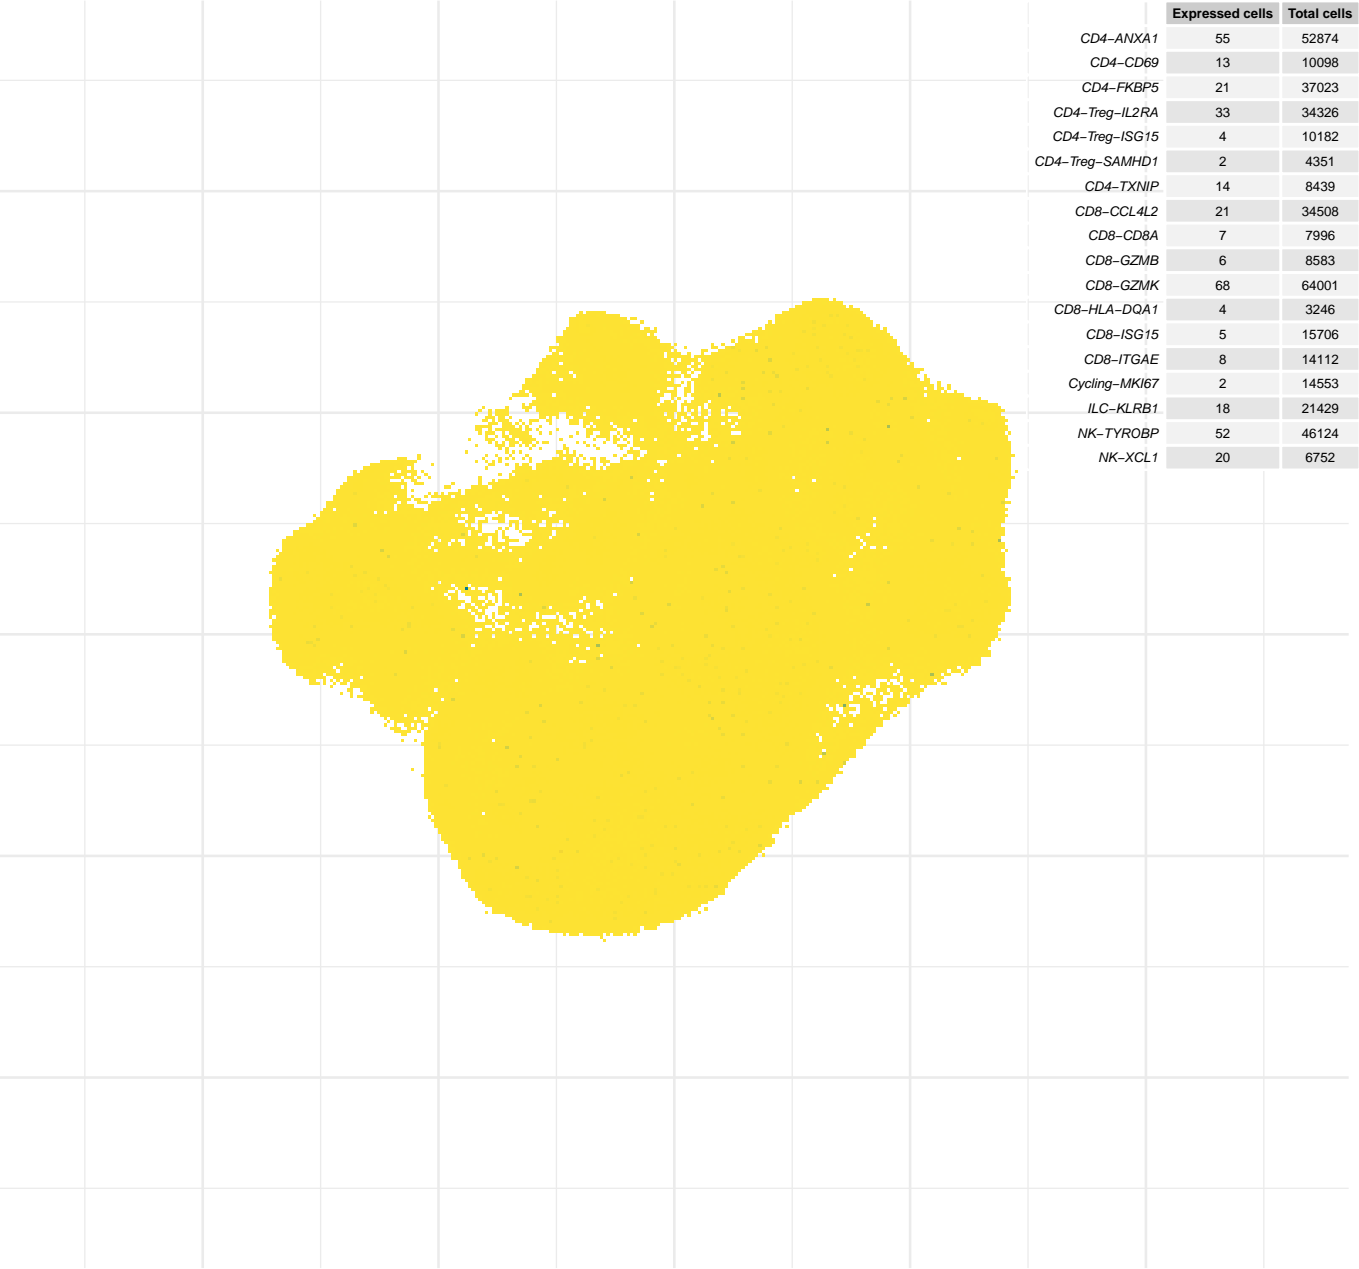 Expressed cells Total cells
CD4−ANXA1 55 52874
CD4−CD69 13 10098
CD4−FKBP5 21 37023
CD4−Treg−IL2RA 33 34326
CD4−Treg−ISG15 4 10182
CD4−Treg−SAMHD1 2 4351
CD4−TXNIP 14 8439
CD8−CCL4L2 21 34508
CD8−CD8A 7 7996
CD8−GZMB 6 8583
CD8−GZMK 68 64001
CD8−HLA−DQA1 4 3246
CD8−ISG15 5 15706
CD8−ITGAE 8 14112
Cycling−MKI67 2 14553
ILC−KLRB1 18 21429
NK−TYROBP 52 46124
NK−XCL1 20 6752